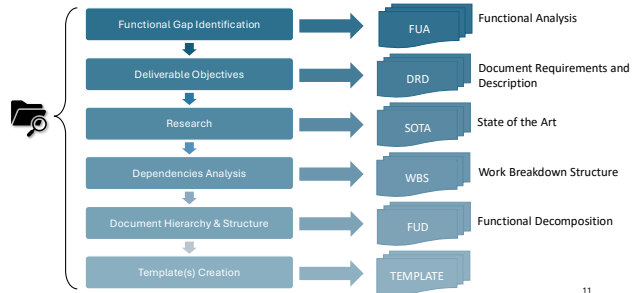 Functional Gap Identification
FUA
Functional Analysis
Deliverable Objectives
DRD
Document Requirements and
Description
Research
SOTA
State of the Art
Dependencies Analysis
WBS
Work Breakdown Structure
Document Hierarchy & Structure
FUD
Functional Decomposition
Template(s) Creation
TEMPLATE
11